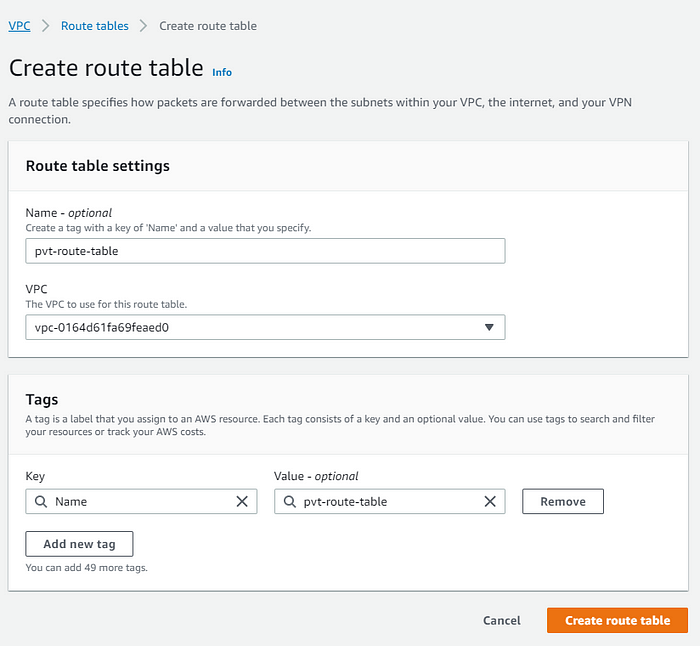 VPC > Route tables > Create route table
Create route table Info
A route table specifies how packets are forwarded between the subnets within your VPC, the internet, and your VPN
connection.
Route table settings
Name - optional
Create a tag with a key of 'Name' and a value that you specify.
pvt-route-table
VPC
The VPC to use for this route table.
vpc-0164d61fa69feaed0
Tags
A tag is a label that you assign to an AWS resource. Each tag consists of a key and an optional value. You can use tags to search and filter
your resources or track your AWS costs.
Key Value - optional
Name pvt-route-table Remove
Add new tag
You can add 49 more tags.
Cancel Create route table